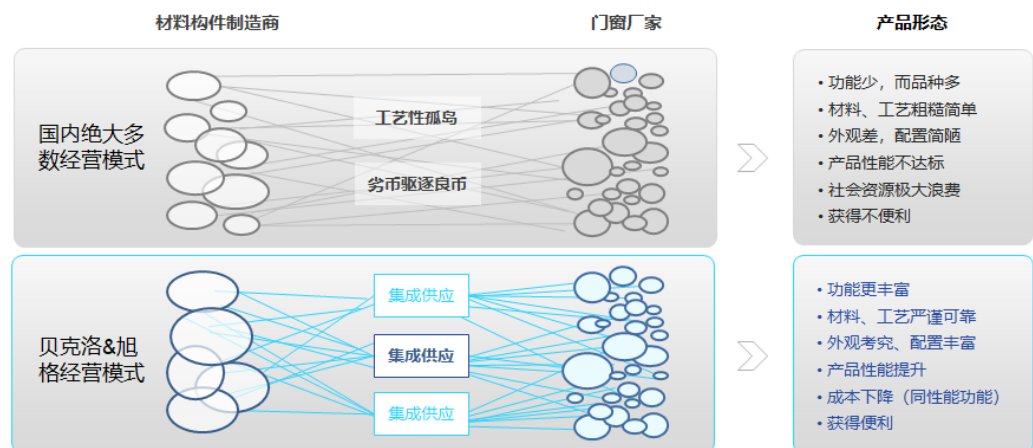 材料构件制造商
门窗厂家
产品形态
国内绝大多
数经营模式
工艺性孤岛
劣币驱逐良币
• 功能少，而品种多
• 材料、工艺粗糙简单
• 外观差，配置简陋
• 产品性能不达标
• 社会资源极大浪费
• 获得不便利
贝克洛&旭
格经营模式
集成供应
集成供应
集成供应
• 功能更丰富
• 材料、工艺严谨可靠
• 外观考究、配置丰富
• 产品性能提升
• 成本下降（同性能功能）
• 获得便利